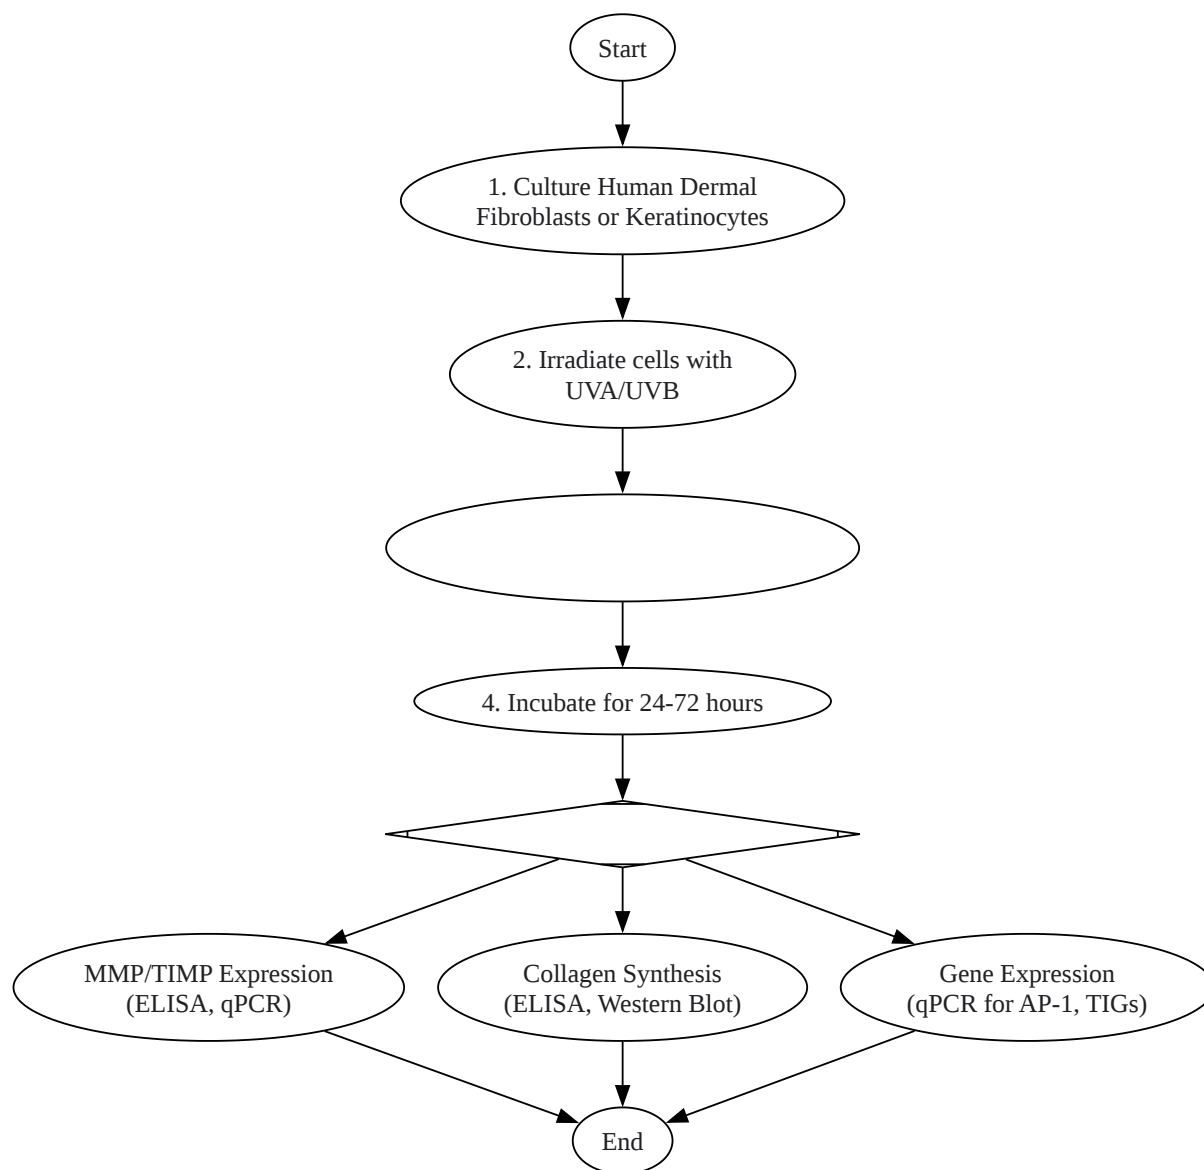 Start
1. Culture Human Dermal
Fibroblasts or Keratinocytes
2. Irradiate cells with
UVA/UVB
4. Incubate for 24-72 hours
MMP/TIMP Expression
(ELISA, qPCR)
Collagen Synthesis
(ELISA, Western Blot)
Gene Expression
(qPCR for AP-1, TIGs)
End